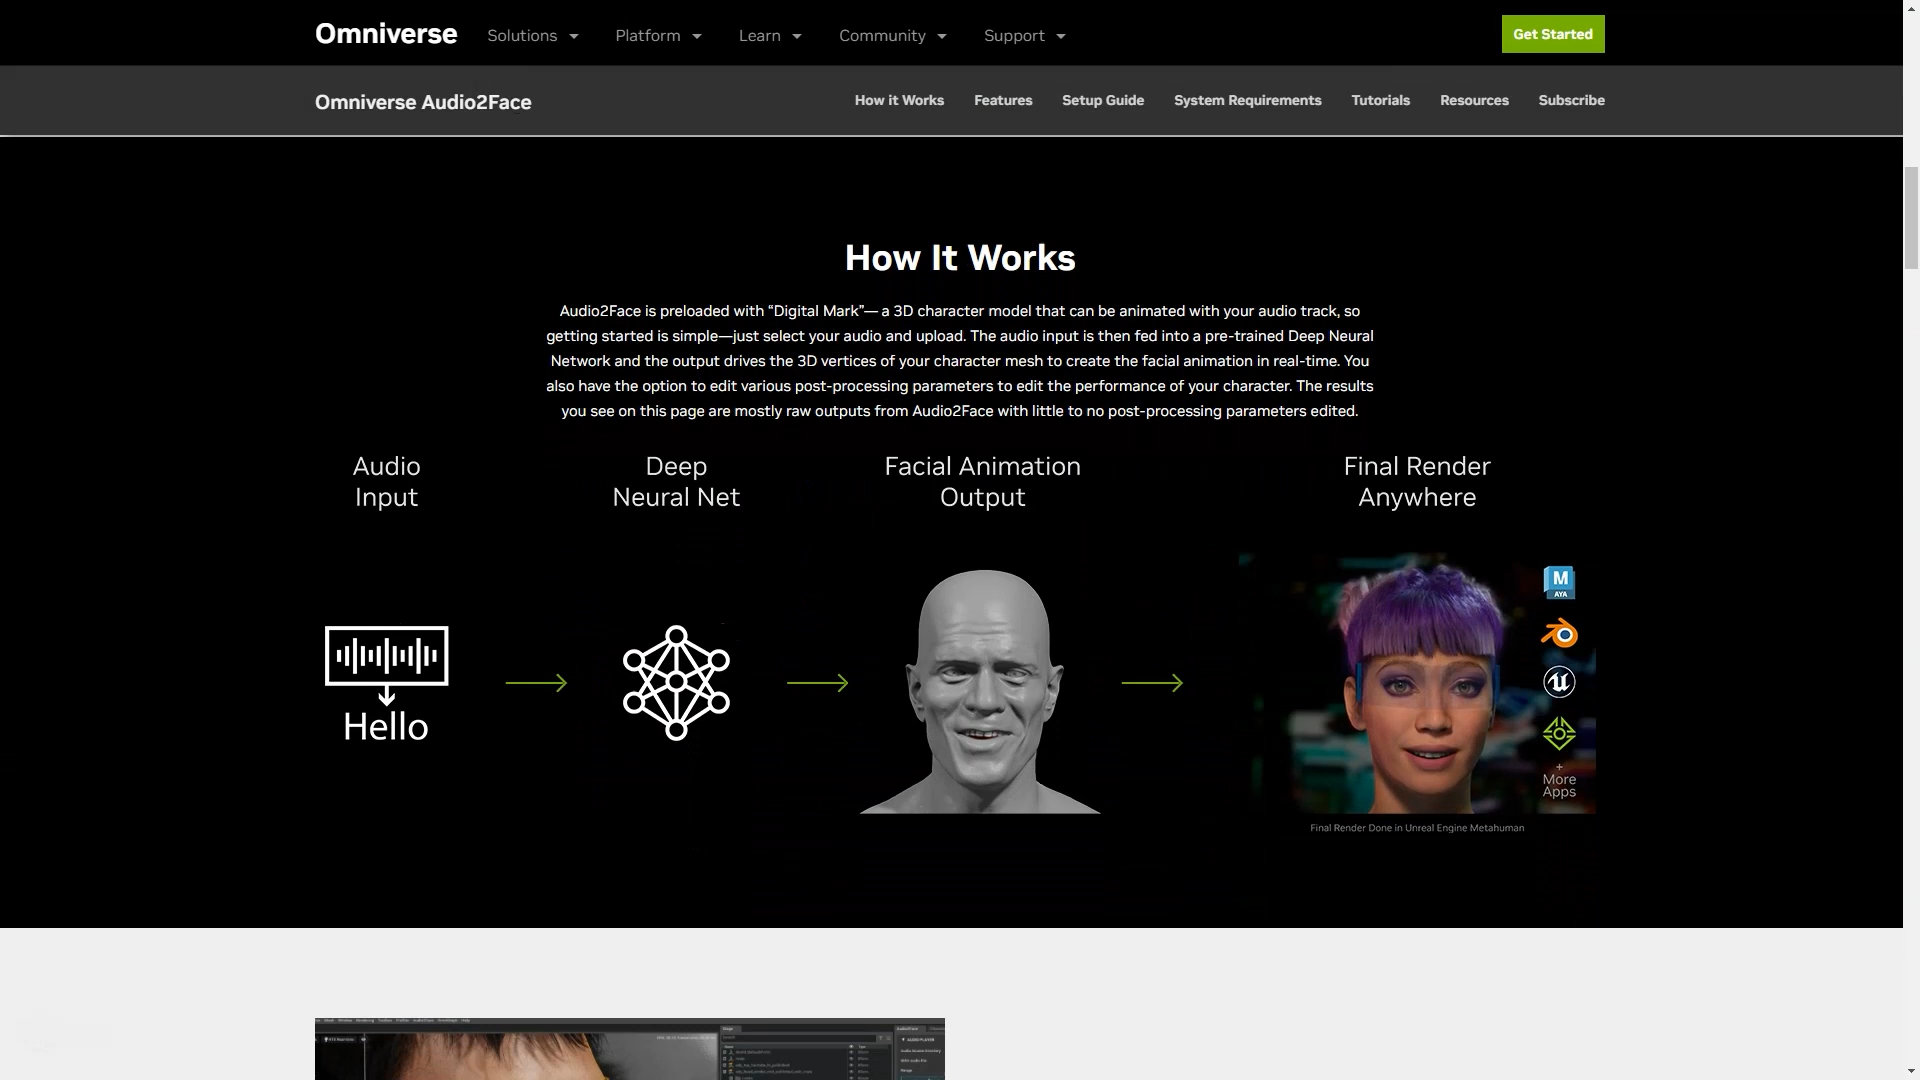 Omniverse
Solutions
Platform
Learn
Community
Support
Get Started
Omniverse Audio2Face
How it Works
Features
Setup Guide
System Requirements
Tutorials
Resources
Subscribe
How It Works
Audio2Face is preloaded with “Digital Mark”— a 3D character model that can be animated with your audio track, so
getting started is simple—just select your audio and upload. The audio input is then fed into a pre-trained Deep Neural
Network and the output drives the 3D vertices of your character mesh to create the facial animation in real-time. You
also have the option to edit various post-processing parameters to edit the performance of your character. The results
you see on this page are mostly raw outputs from Audio2Face with little to no post-processing parameters edited.
Audio
Input
Deep
Neural Net
Facial Animation
Output
Final Render
Anywhere
Hello
M
AYA
+
More
Apps
Final Render Done in Unreal Engine Metahuman
AUDIO PLAYER